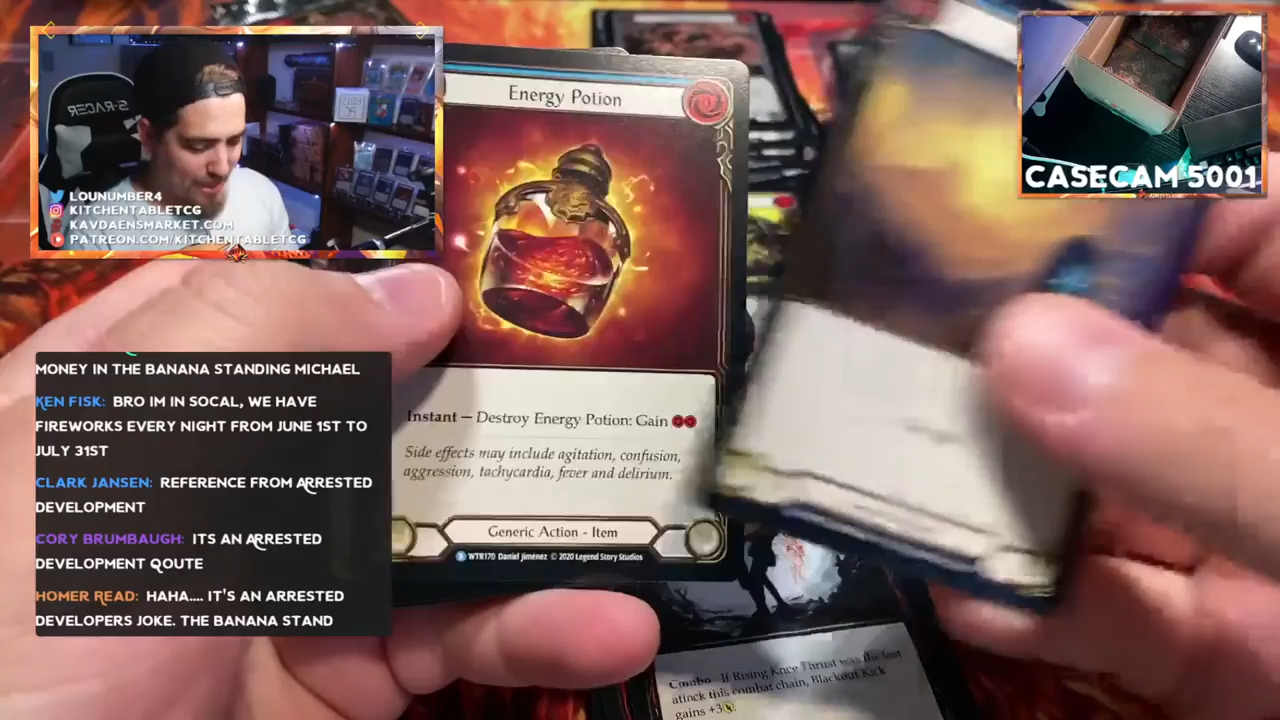 S-RACER
LOUNUMBER4
KITCHENTABLETCG
KAVDAENSMARKET.COM
PATREON.COM/KITCHENTABLETCG
CASECAM 5001
MONEY IN THE BANANA STANDING MICHAEL
KEN FISK: BRO IM IN SOCAL, WE HAVE
FIREWORKS EVERY NIGHT FROM JUNE 1ST TO
JULY 31ST
CLARK JANSEN: REFERENCE FROM ARRESTED
DEVELOPMENT
CORY BRUMBAUGH: ITS AN ARRESTED
DEVELOPMENT QOUTE
HOMER READ: HAHA.... IT'S AN ARRESTED
DEVELOPERS JOKE. THE BANANA STAND
Energy Potion
Instant — Destroy Energy Potion: Gain
Side effects may include agitation, confusion,
aggression, tachycardia, fever and delirium.
Generic Action - Item
WTR170 Daniel Jiménez © 2020 Legend Story Studios
Combo - If Rising Knee Thrust was the last
attack this combat chain, Blackout Kick
gains +3